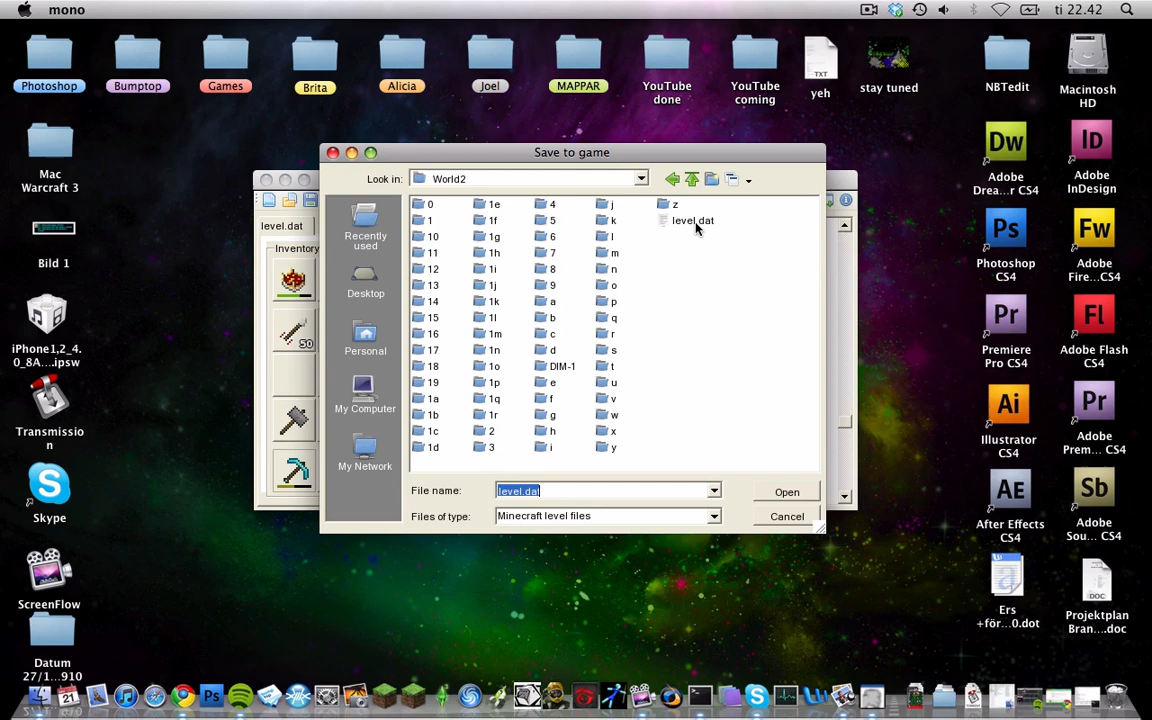 mono
ti 22.42
Photoshop
Bumptop
Games
Brita
Alicia
Joel
MAPPAR
YouTube
done
YouTube
coming
TXT
yeh
stay tuned
NBTedit
Macintosh
HD
Mac
Warcraft 3
Bild 1
iPhone1,2_4.
0_8A...ipsw
Transmissio
n
Skype
ScreenFlow
Datum
27/1...910
Dw
Adobe
Drea...r CS4
Id
Adobe
InDesign
Ps
Photoshop
CS4
Fw
Adobe
Fire...CS4
Pr
Premiere
Pro CS4
Fl
Adobe Flash
CS4
Ai
Illustrator
CS4
Pr
Adobe
Prem... CS4
AE
After Effects
CS4
Sb
Adobe
Sou... CS4
Ers
+för...0.dot
DOC
Projektplan
Bran....doc
level.dat
Inventory
50
Save to game
Look in:
World2
Recently
used
Desktop
Personal
My Computer
My Network
0
1
10
11
12
13
14
15
16
17
18
19
1a
1b
1c
1d
1e
1f
1g
1h
1i
1j
1k
1l
1m
1n
1o
1p
1q
1r
2
3
4
5
6
7
8
9
a
b
c
d
DIM-1
e
f
g
h
i
j
k
l
m
n
o
p
q
r
s
t
u
v
w
x
y
z
level.dat
File name:
level.dat
Open
Files of type:
Minecraft level files
Cancel
21
Ps